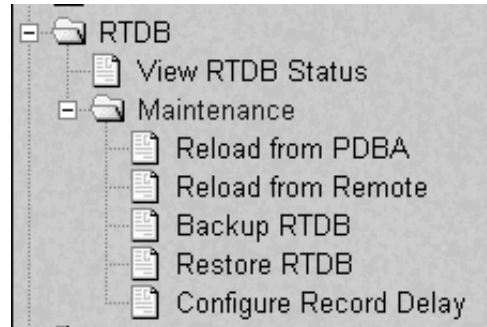 RTDB
View RTDB Status
Maintenance
Reload from PDBA
Reload from Remote
Backup RTDB
Restore RTDB
Configure Record Delay